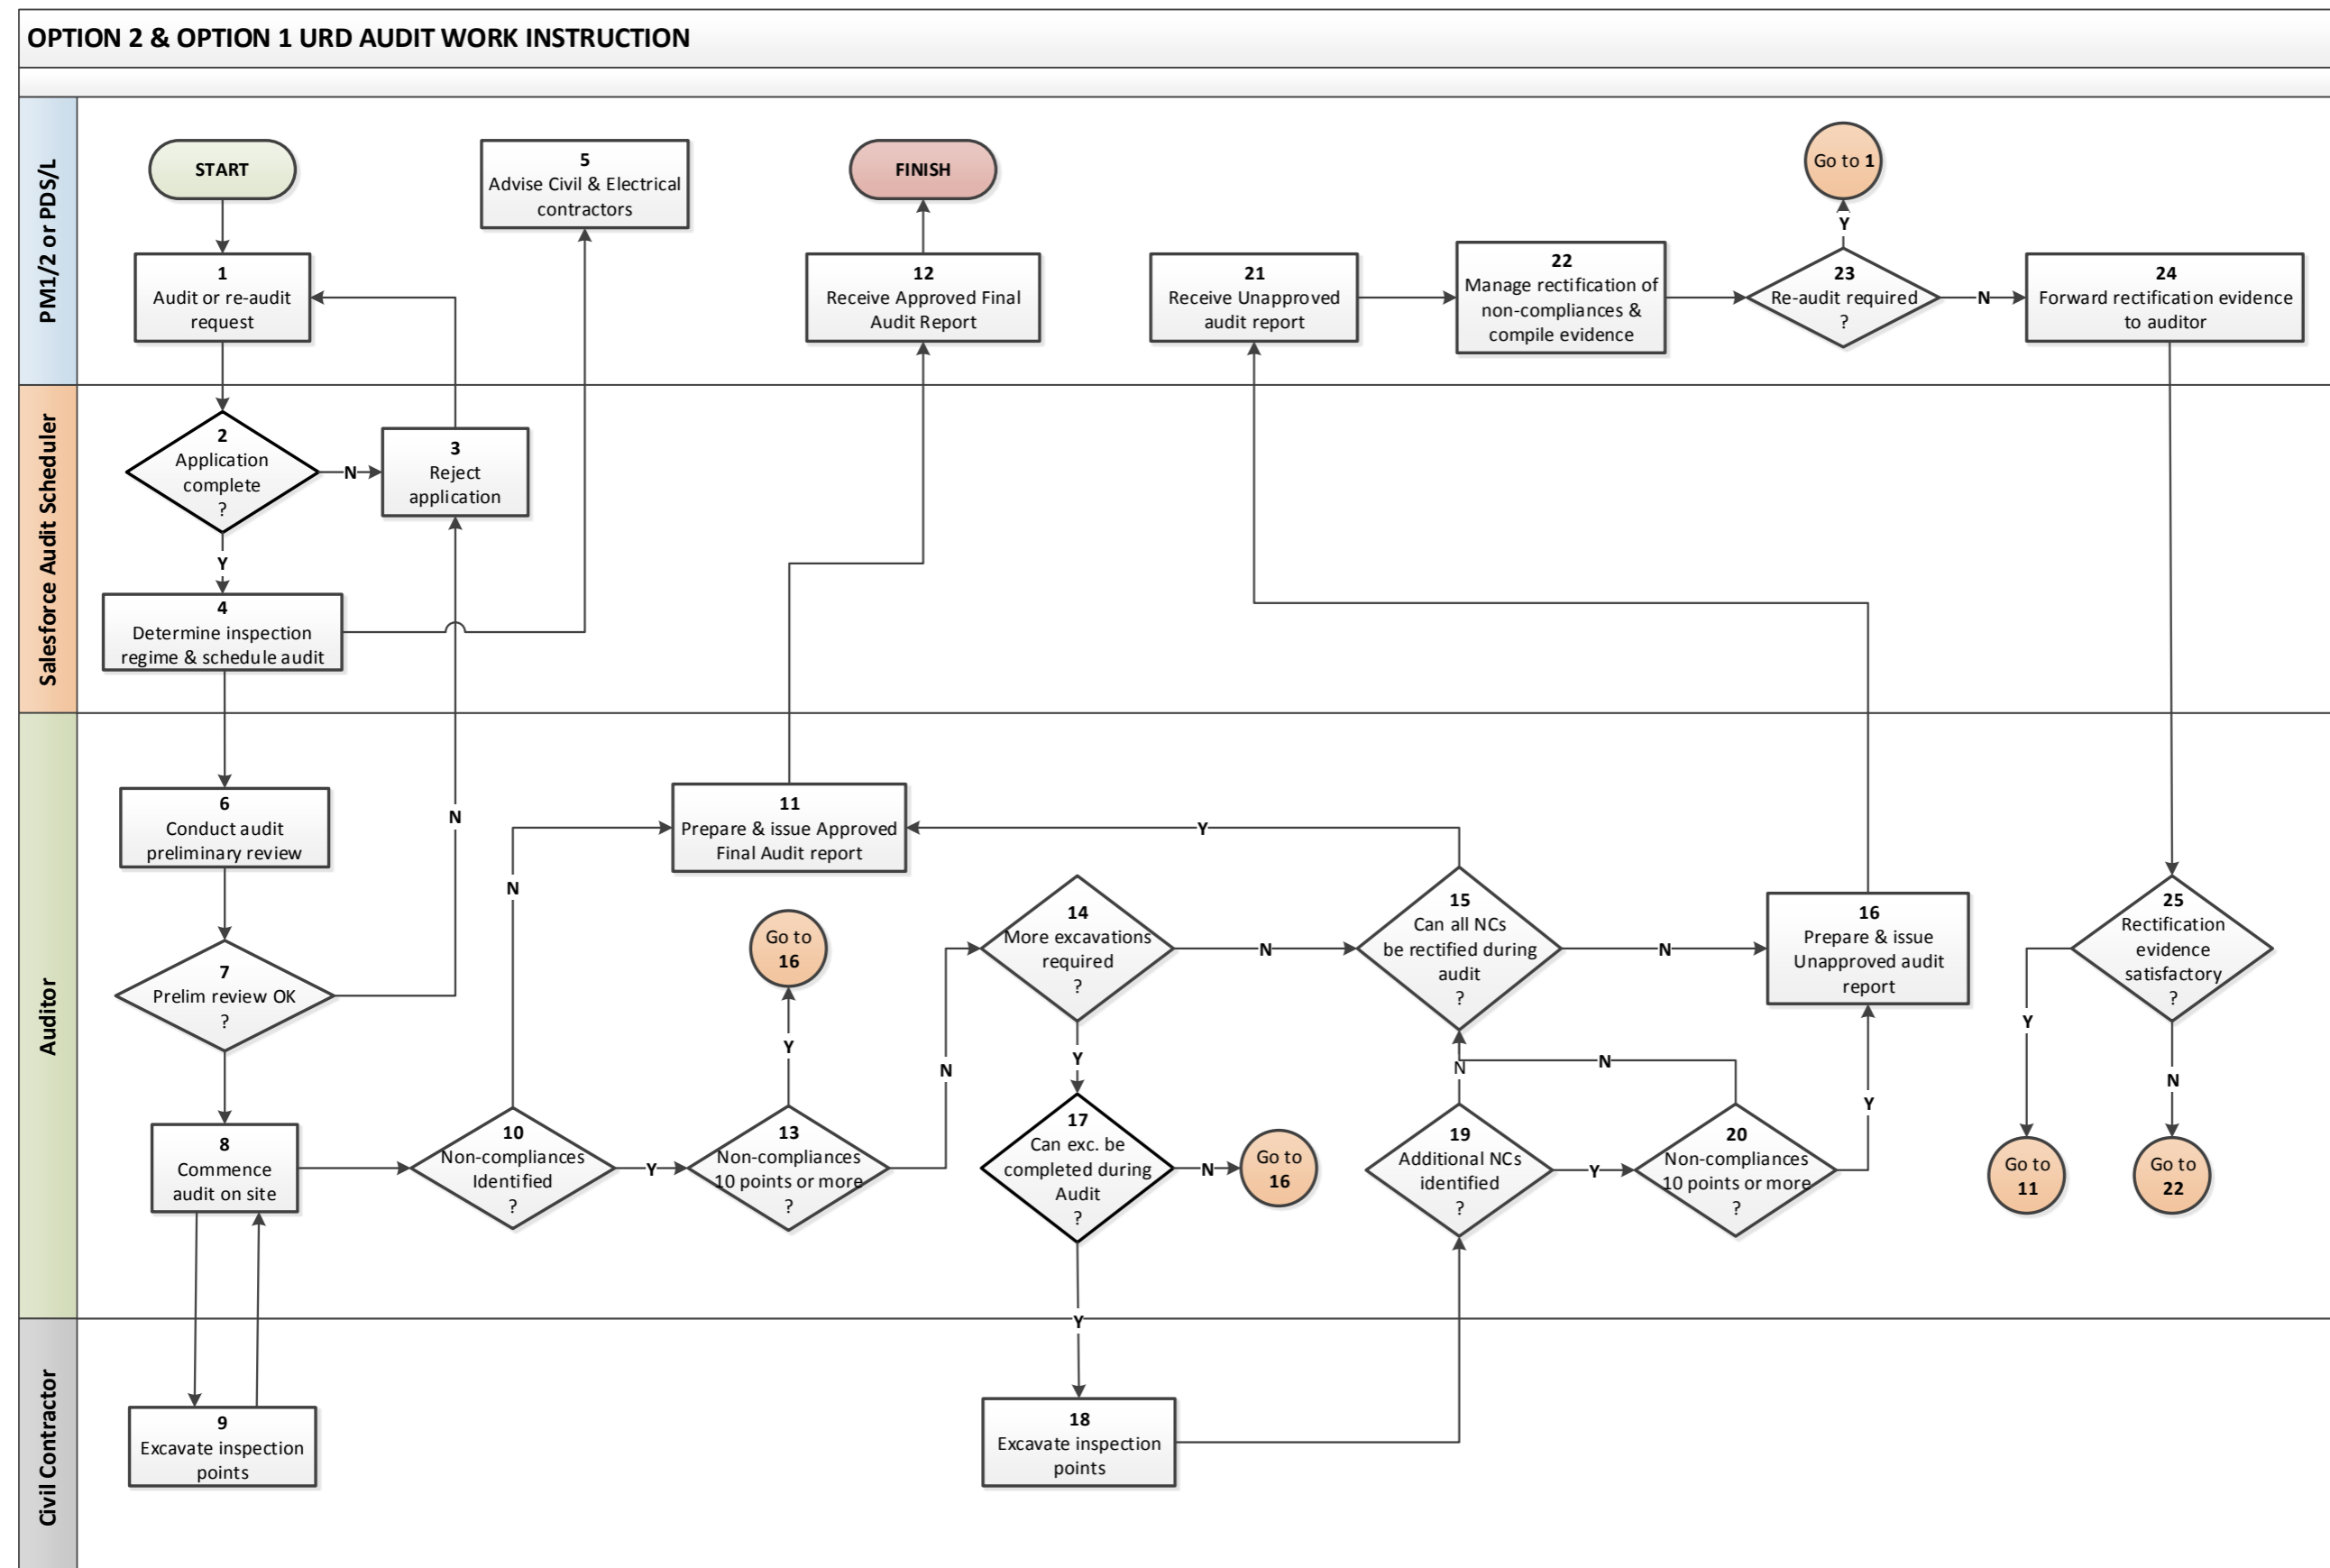 OPTION 2 & OPTION 1 URD AUDIT WORK INSTRUCTION
PM1/2 or PDS/L
START
5
Advise Civil & Electrical
contractors
FINISH
Go to 1
Y
1
Audit or re-audit
request
12
Receive Approved Final
Audit Report
21
Receive Unapproved
audit report
22
Manage rectification of
non-compliances &
compile evidence
23
Re-audit required
?
N
24
Forward rectification evidence
to auditor
Salesforce Audit Scheduler
2
Application
complete
?
N
3
Reject
application
Y
4
Determine inspection
regime & schedule audit
Auditor
6
Conduct audit
preliminary review
N
11
Prepare & issue Approved
Final Audit report
Y
N
7
Prelim review OK
?
Go to
16
Y
14
More excavations
required
?
N
15
Can all NCs
be rectified during
audit
?
N
16
Prepare & issue
Unapproved audit
report
25
Rectification
evidence
satisfactory
?
Y
N
Y
N
N
N
Y
8
Commence
audit on site
10
Non-compliances
Identified
?
Y
13
Non-compliances
10 points or more
?
17
Can exc. be
completed during
Audit
?
N
Go to
16
19
Additional NCs
identified
?
Y
20
Non-compliances
10 points or more
?
Go to
11
Go to
22
Y
Civil Contractor
9
Excavate inspection
points
18
Excavate inspection
points